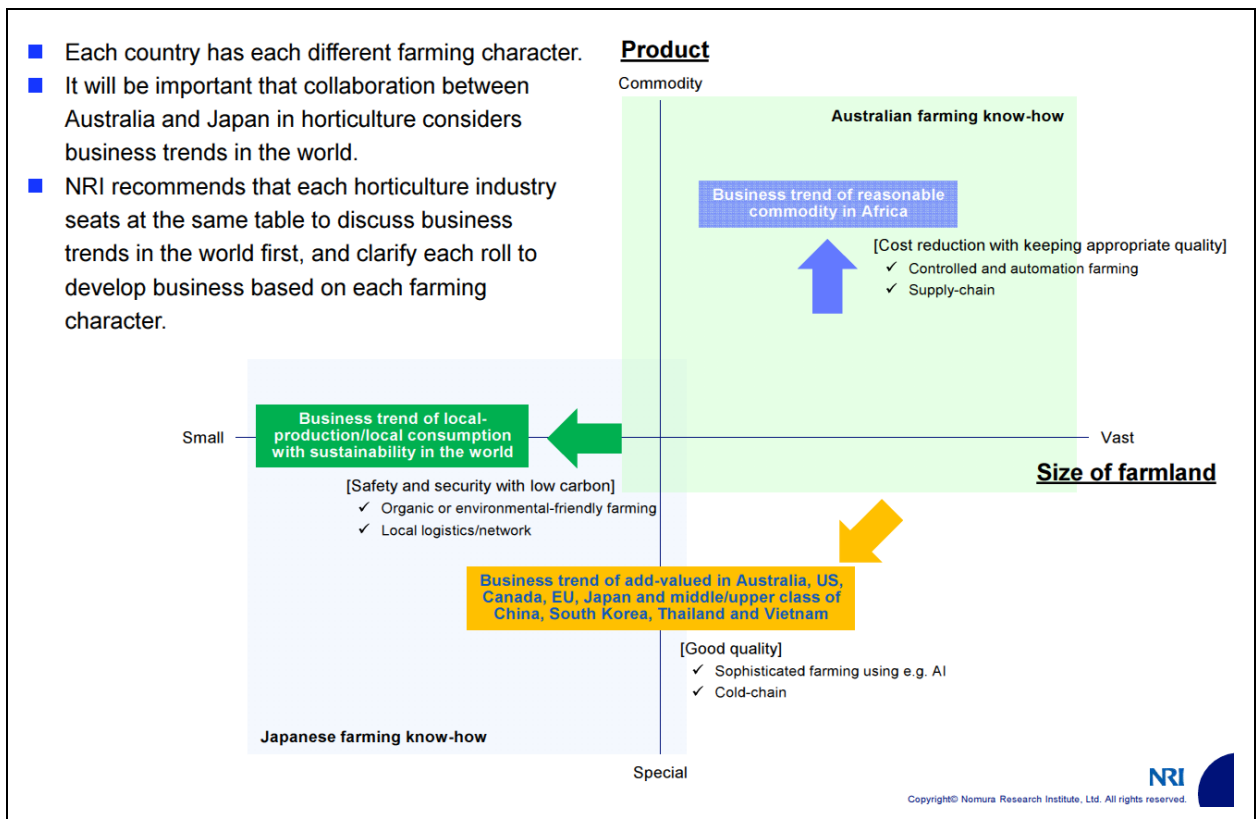 Each country has each different farming character.
It will be important that collaboration between
Australia and Japan in horticulture considers
business trends in the world.
NRI recommends that each horticulture industry
seats at the same table to discuss business
trends in the world first, and clarify each roll to
develop business based on each farming
character.
Product
Commodity
Australian farming know-how
Business trend of reasonable
commodity in Africa
[Cost reduction with keeping appropriate quality]
✓ Controlled and automation farming
✓ Supply-chain
Small
Business trend of local-
production/local consumption
with sustainability in the world
Vast
Size of farmland
[Safety and security with low carbon]
✓ Organic or environmental-friendly farming
✓ Local logistics/network
Business trend of add-valued in Australia, US,
Canada, EU, Japan and middle/upper class of
China, South Korea, Thailand and Vietnam
[Good quality]
✓ Sophisticated farming using e.g. AI
✓ Cold-chain
Japanese farming know-how
Special
NRI
Copyright© Nomura Research Institute, Ltd. All rights reserved.